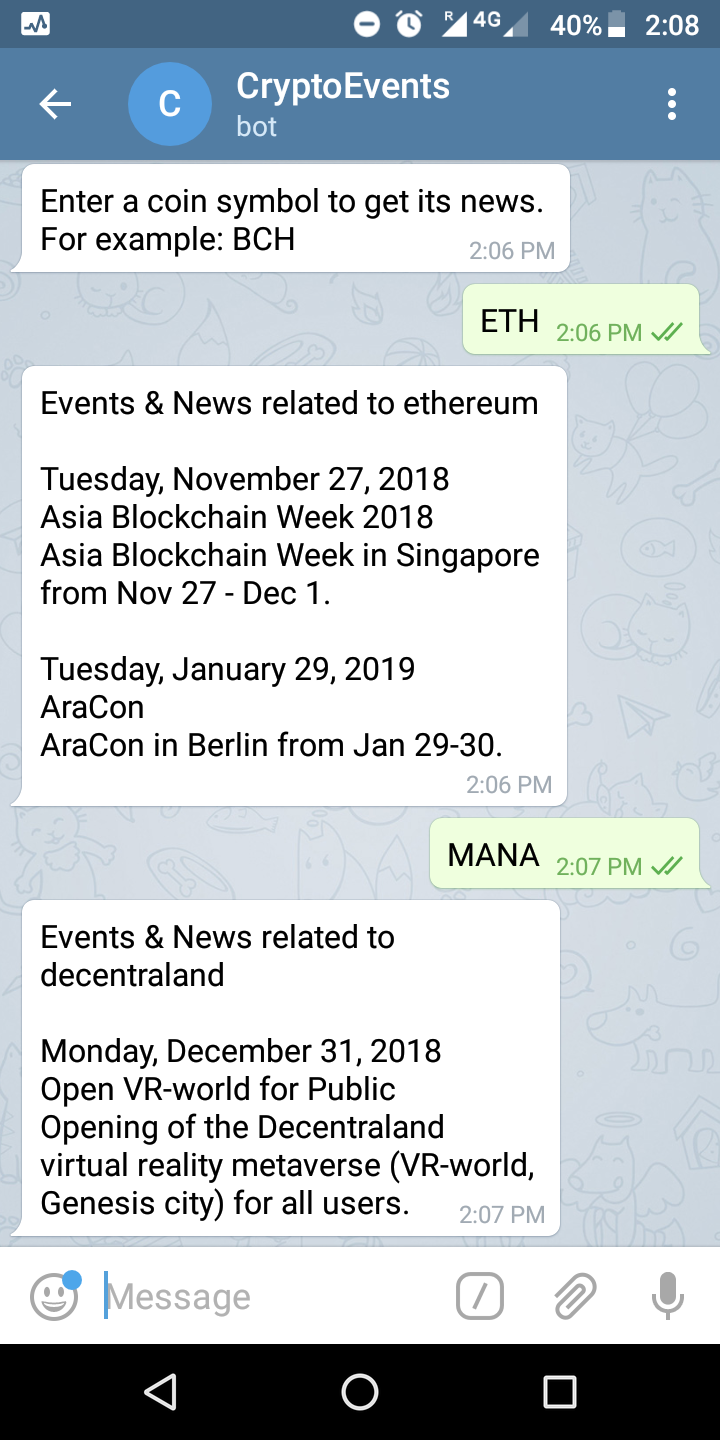 R 4G 40% 2:08
C
CryptoEvents
bot
Enter a coin symbol to get its news.
For example: BCH
2:06 PM
ETH 2:06 PM
Events & News related to ethereum
Tuesday, November 27, 2018
Asia Blockchain Week 2018
Asia Blockchain Week in Singapore
from Nov 27 - Dec 1.
Tuesday, January 29, 2019
AraCon
AraCon in Berlin from Jan 29-30.
2:06 PM
MANA 2:07 PM
Events & News related to
decentraland
Monday, December 31, 2018
Open VR-world for Public
Opening of the Decentraland
virtual reality metaverse (VR-world,
Genesis city) for all users.
2:07 PM
Message
/